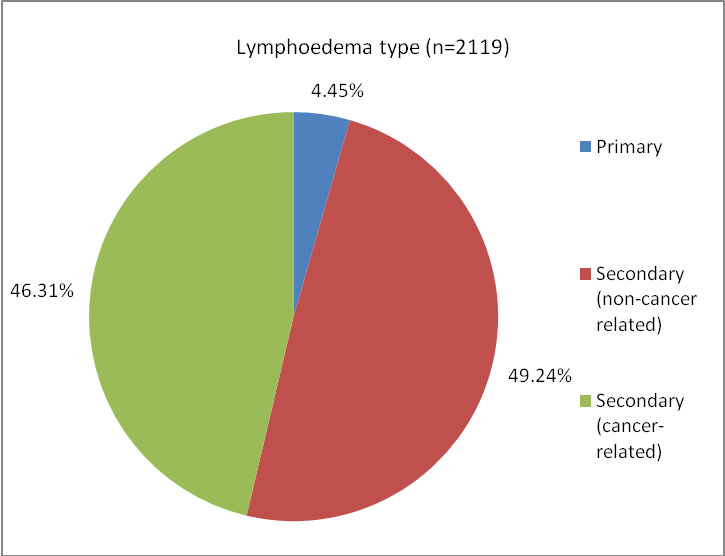 Lymphoedema type (n=2119)
4.45%
Primary
46.31%
Secondary
(non-cancer
related)
49.24%
Secondary
(cancer-
related)